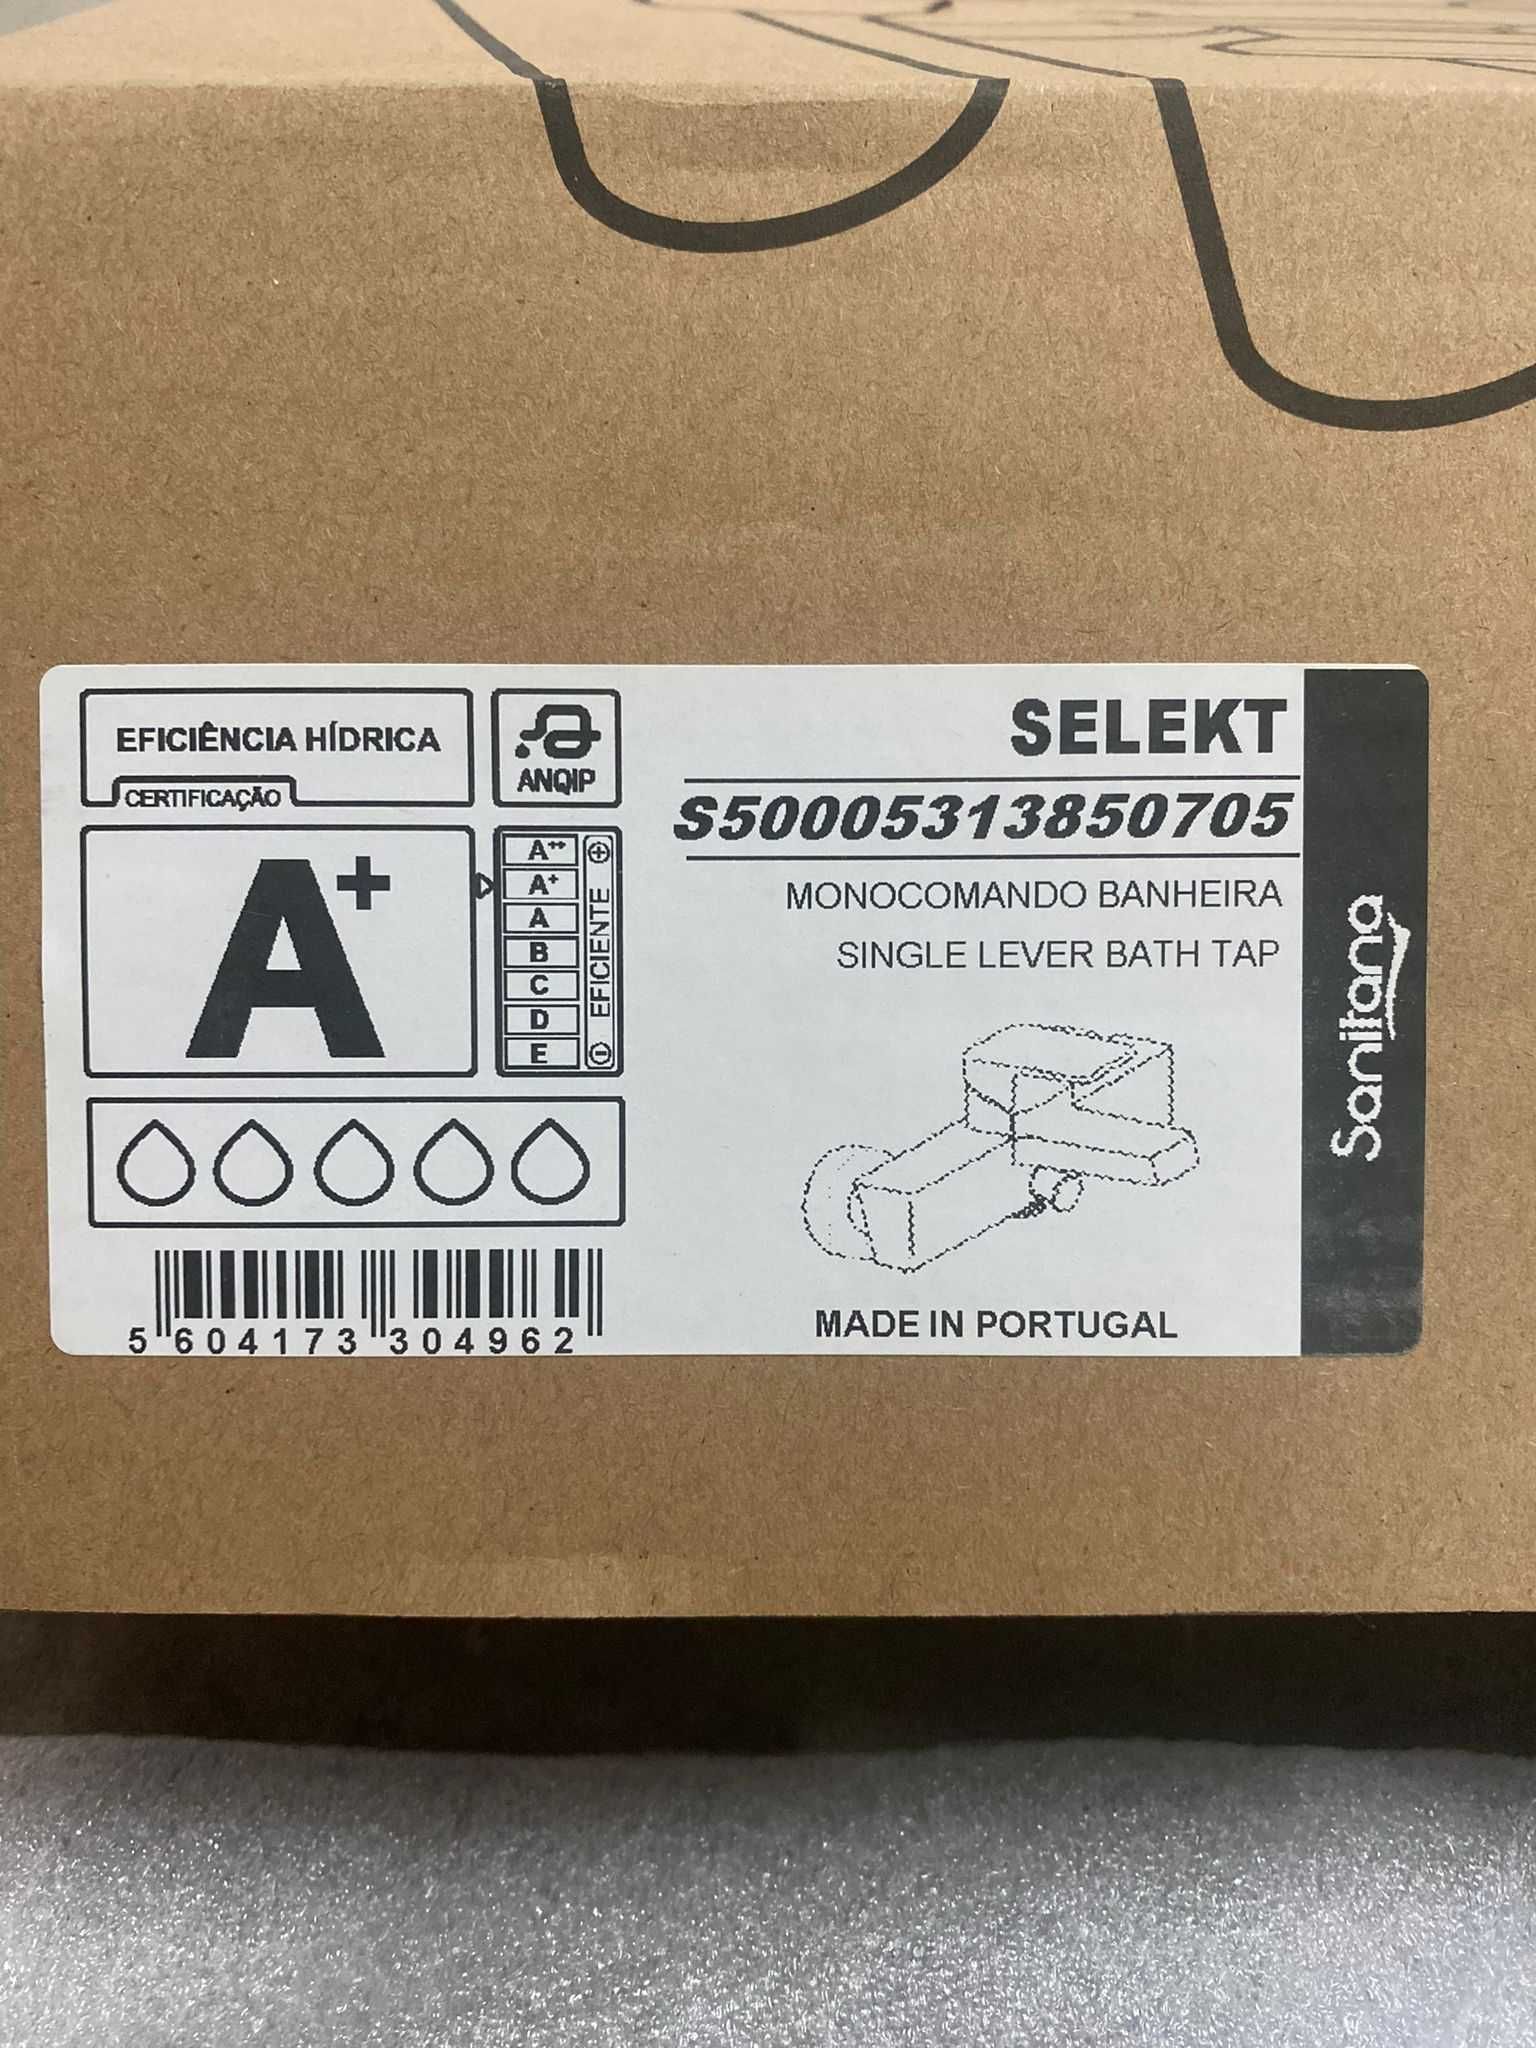 EFICIÊNCIA HÍDRICA
CERTIFICAÇÃO
ANQIP
A+
A++
A+
A
B
C
D
E
EFICIENTE
5 604173 304962
SELEKT
S50005313850705
MONOCOMANDO BANHEIRA
SINGLE LEVER BATH TAP
MADE IN PORTUGAL
Sanitana